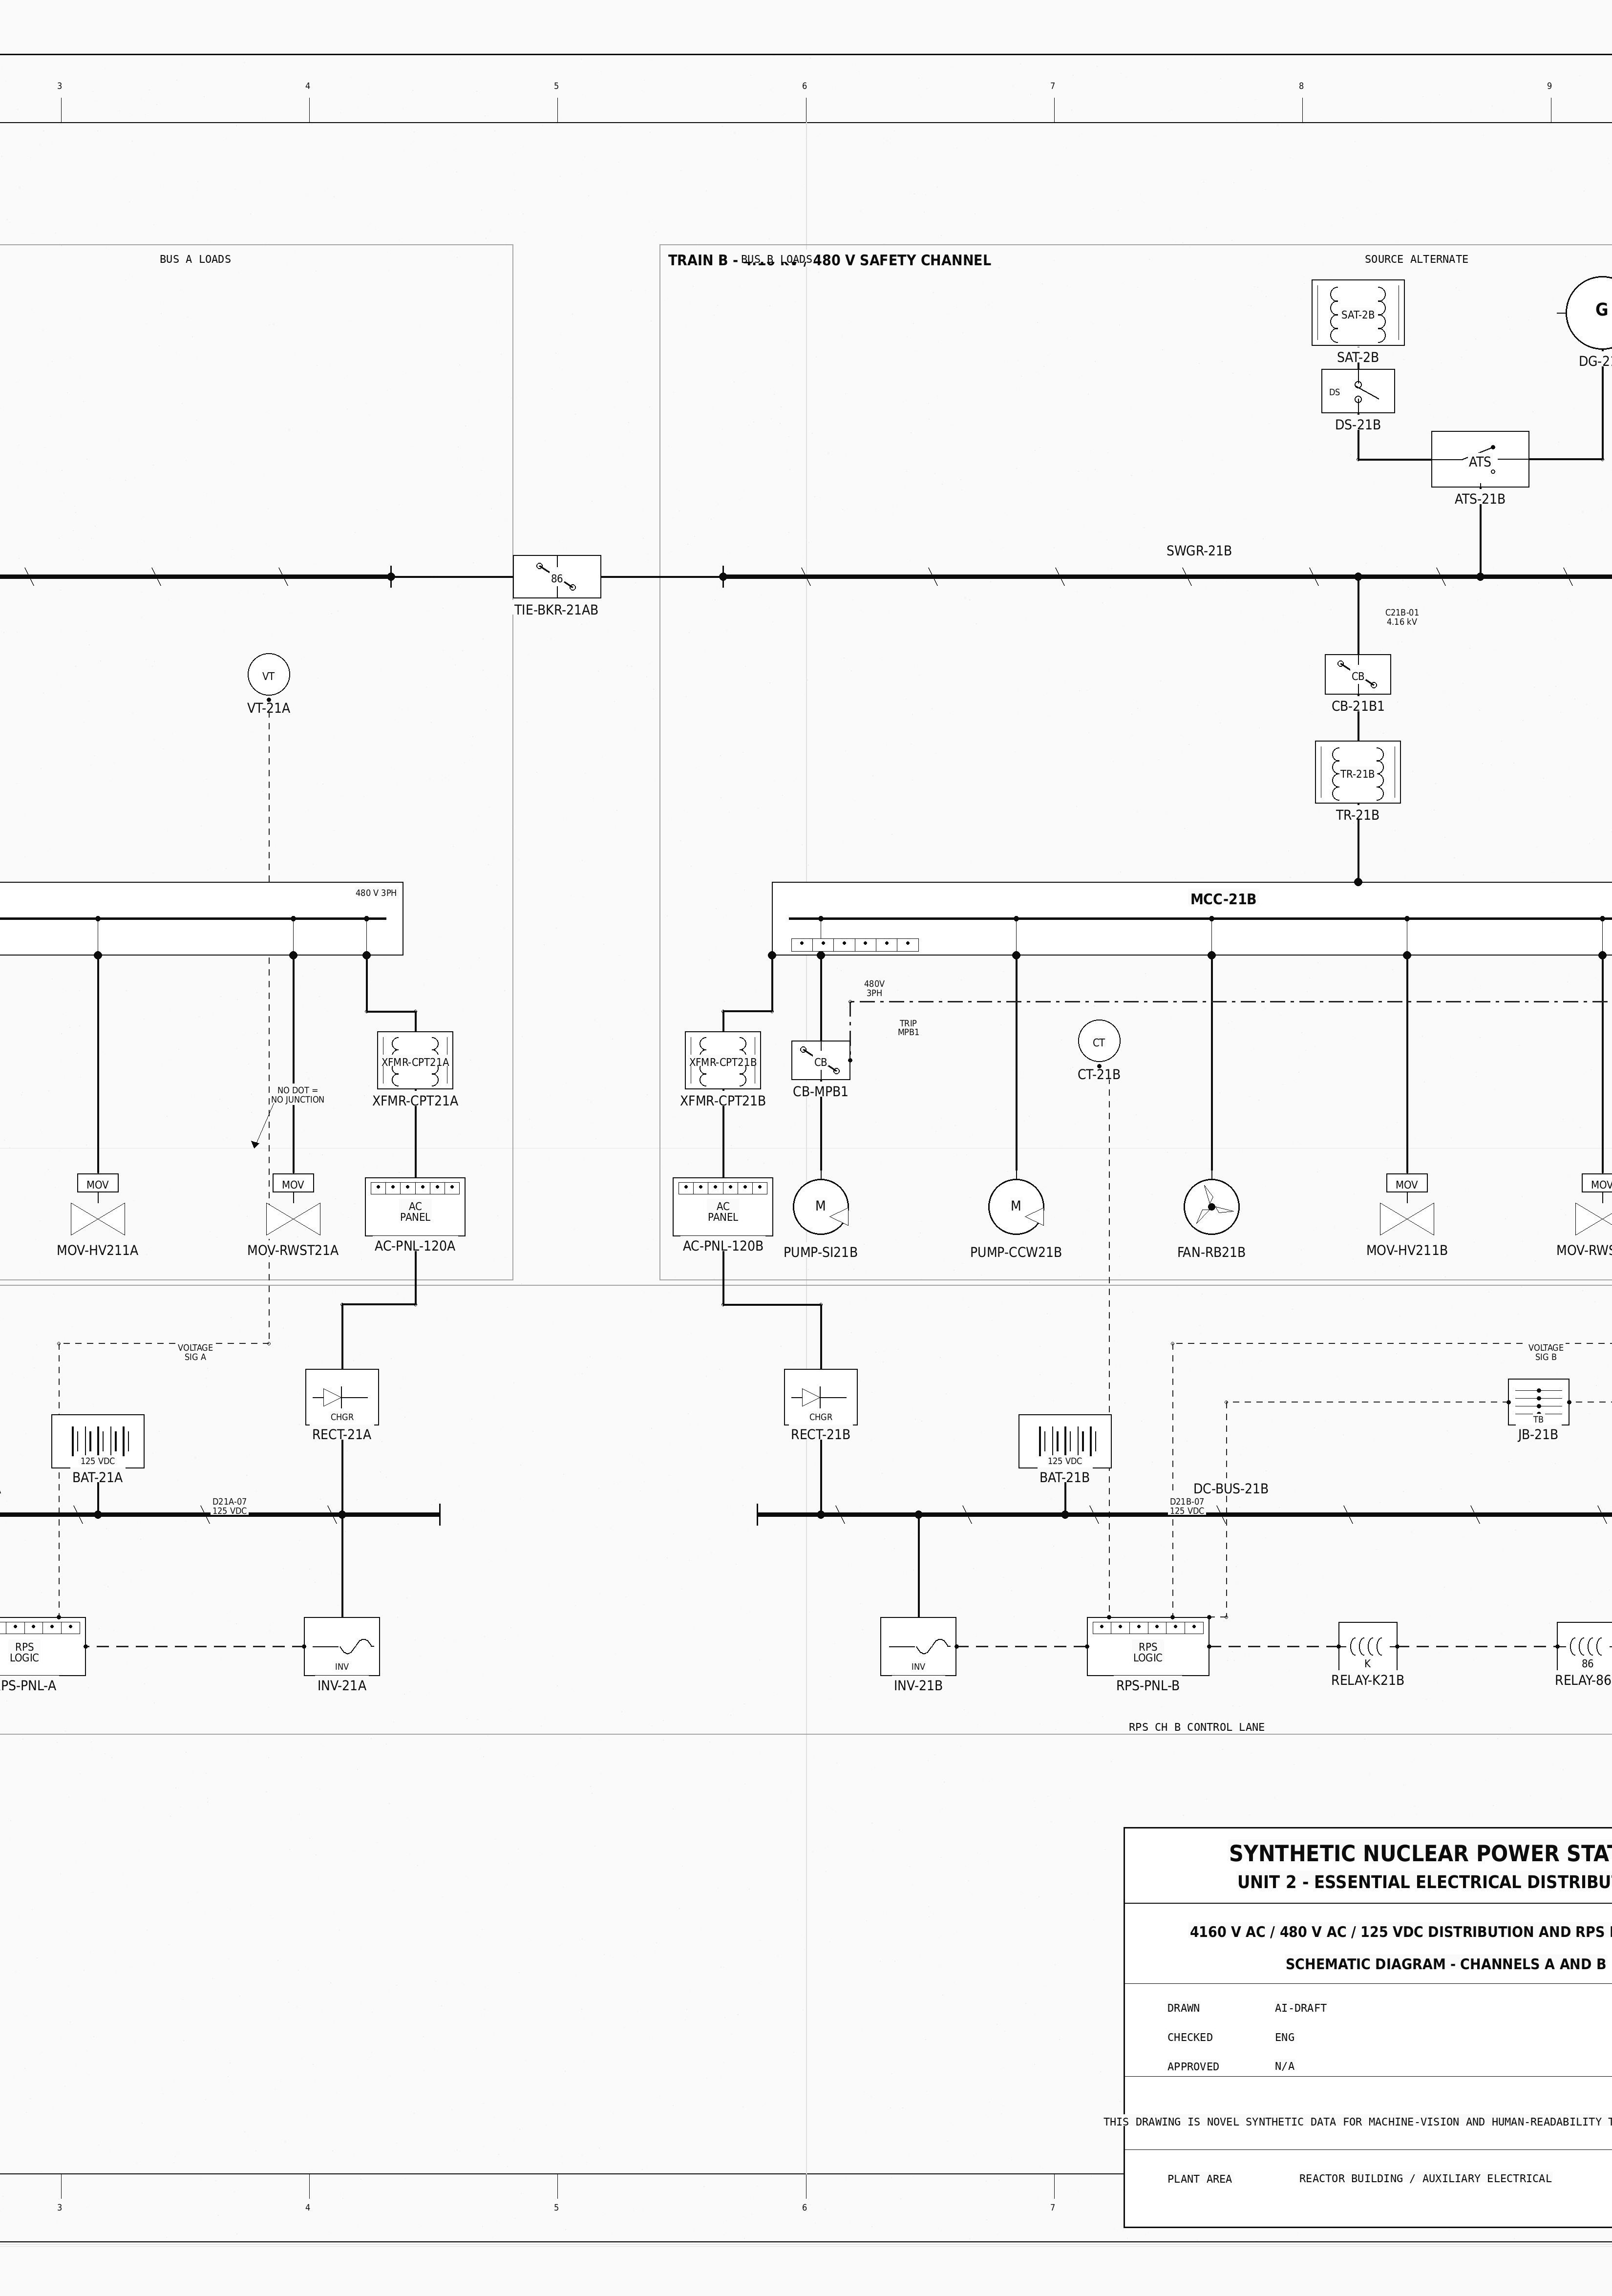 3 4 5 6 7 8 9
BUS A LOADS
TRAIN B -
BUS B LOADS
480 V SAFETY CHANNEL
SOURCE ALTERNATE
SAT-2B
SAT-2B
G
DG-21
DS
DS-21B
ATS
ATS-21B
SWGR-21B
86
TIE-BKR-21AB
C21B-01
4.16 kV
VT
VT-21A
CB
CB-21B1
TR-21B
TR-21B
480 V 3PH
MCC-21B
480V
3PH
TRIP
MPB1
CT
CT-21B
XFMR-CPT21A
XFMR-CPT21A
XFMR-CPT21B
XFMR-CPT21B
CB
CB-MPB1
NO DOT =
NO JUNCTION
MOV
MOV-HV211A
MOV
MOV-RWST21A
AC
PANEL
AC-PNL-120A
AC
PANEL
AC-PNL-120B
M
PUMP-SI21B
M
PUMP-CCW21B
FAN-RB21B
MOV
MOV-HV211B
MOV
MOV-RWS
VOLTAGE
SIG A
VOLTAGE
SIG B
CHGR
RECT-21A
CHGR
RECT-21B
TB
JB-21B
125 VDC
BAT-21A
125 VDC
BAT-21B
DC-BUS-21B
D21A-07
125 VDC
D21B-07
125 VDC
RPS
LOGIC
PS-PNL-A
INV
INV-21A
INV
INV-21B
RPS
LOGIC
RPS-PNL-B
K
RELAY-K21B
86
RELAY-86
RPS CH B CONTROL LANE
SYNTHETIC NUCLEAR POWER STAT
UNIT 2 - ESSENTIAL ELECTRICAL DISTRIBU
4160 V AC / 480 V AC / 125 VDC DISTRIBUTION AND RPS
SCHEMATIC DIAGRAM - CHANNELS A AND B
DRAWN AI-DRAFT
CHECKED ENG
APPROVED N/A
THIS DRAWING IS NOVEL SYNTHETIC DATA FOR MACHINE-VISION AND HUMAN-READABILITY T
PLANT AREA REACTOR BUILDING / AUXILIARY ELECTRICAL
3 4 5 6 7